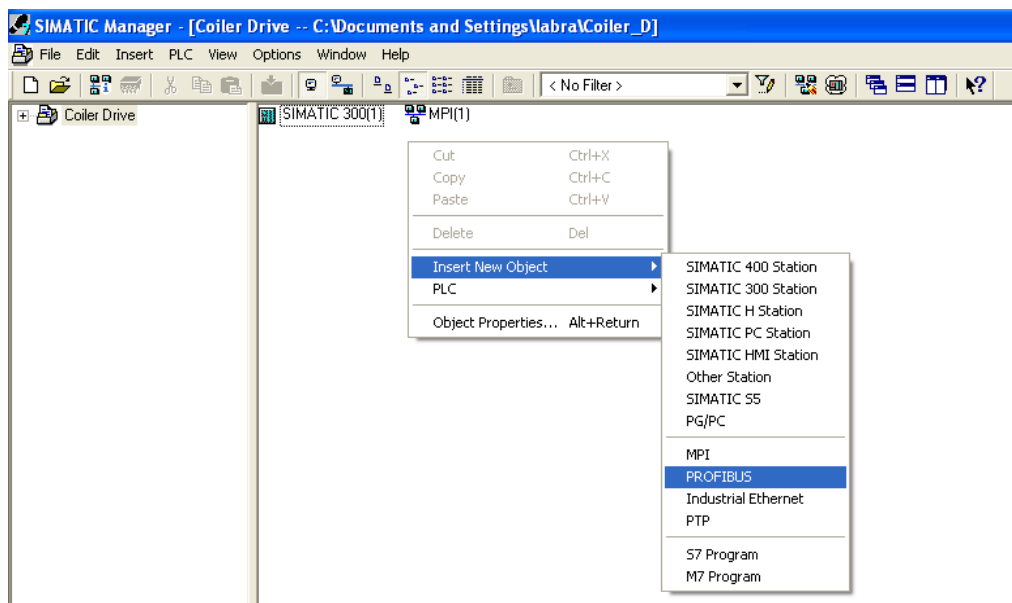 SIMATIC Manager - [Coiler Drive -- C:\Documents and Settings\labra\Coiler_D]
File Edit Insert PLC View Options Window Help
< No Filter >
Coiler Drive
SIMATIC 300(1) MPI(1)
Cut Ctrl+X
Copy Ctrl+C
Paste Ctrl+V
Delete Del
Insert New Object
PLC
Object Properties... Alt+Return
SIMATIC 400 Station
SIMATIC 300 Station
SIMATIC H Station
SIMATIC PC Station
SIMATIC HMI Station
Other Station
SIMATIC S5
PG/PC
MPI
PROFIBUS
Industrial Ethernet
PTP
S7 Program
M7 Program